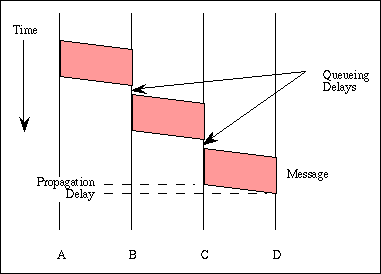 Time
Queueing
Delays
Message
Propagation
Delay
A B C D